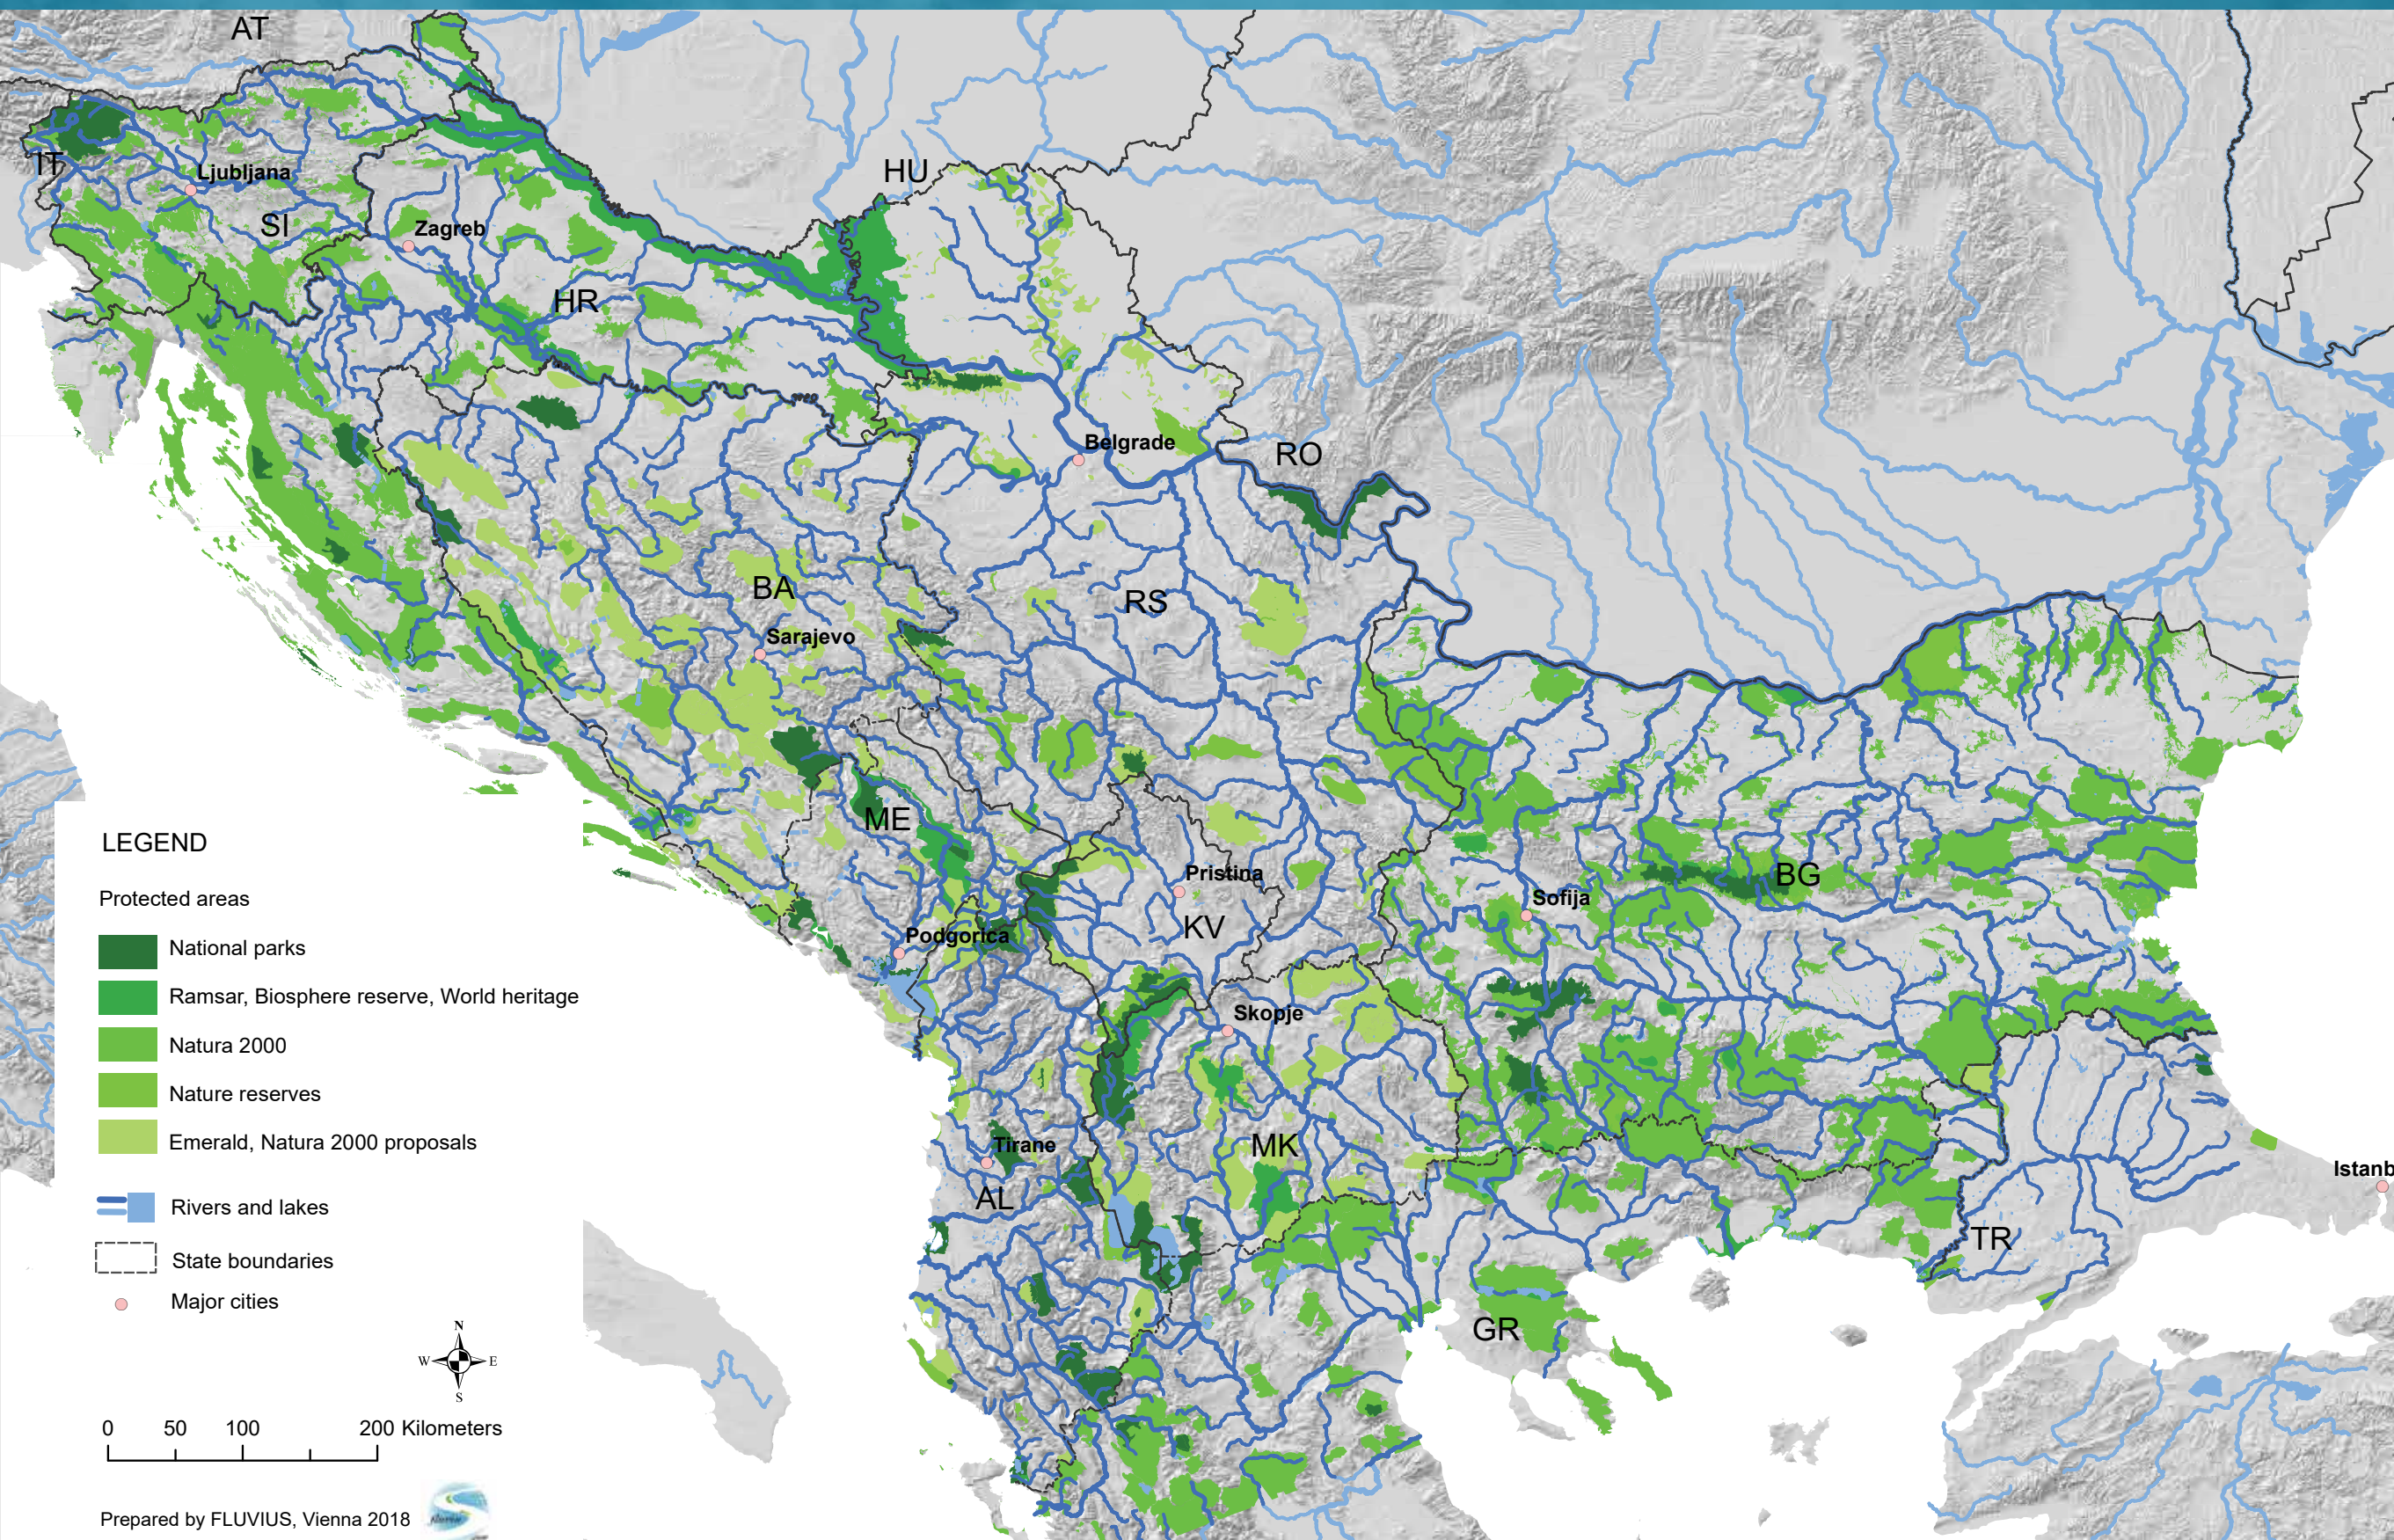 AT
IT
Ljubljana
SI
Zagreb
HU
HR
Belgrade
RO
BA
RS
Sarajevo
ME
Pristina
KV
Podgorica
Sofija
BG
Skopje
Tirane
AL
MK
GR
TR
Istanb
LEGEND
Protected areas
National parks
Ramsar, Biosphere reserve, World heritage
Natura 2000
Nature reserves
Emerald, Natura 2000 proposals
Rivers and lakes
State boundaries
Major cities
N
W E
S
0 50 100 200 Kilometers
Prepared by FLUVIUS, Vienna 2018